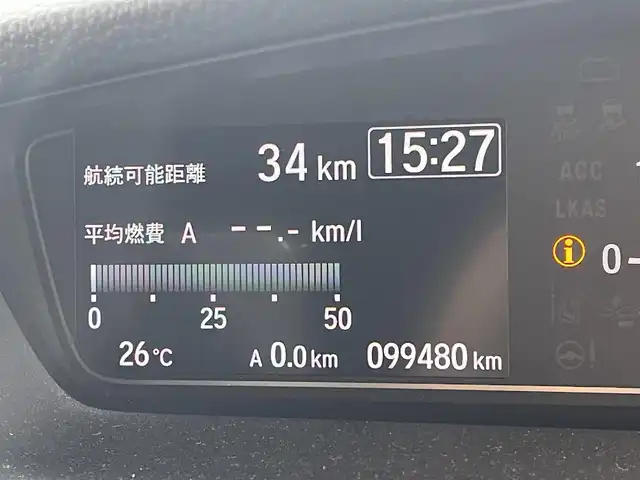 航続可能距離 34 km 15:27
平均燃費 A --.- km/l
0 25 50
26℃ A 0.0 km 099480 km
ACC
LKAS
i 0-